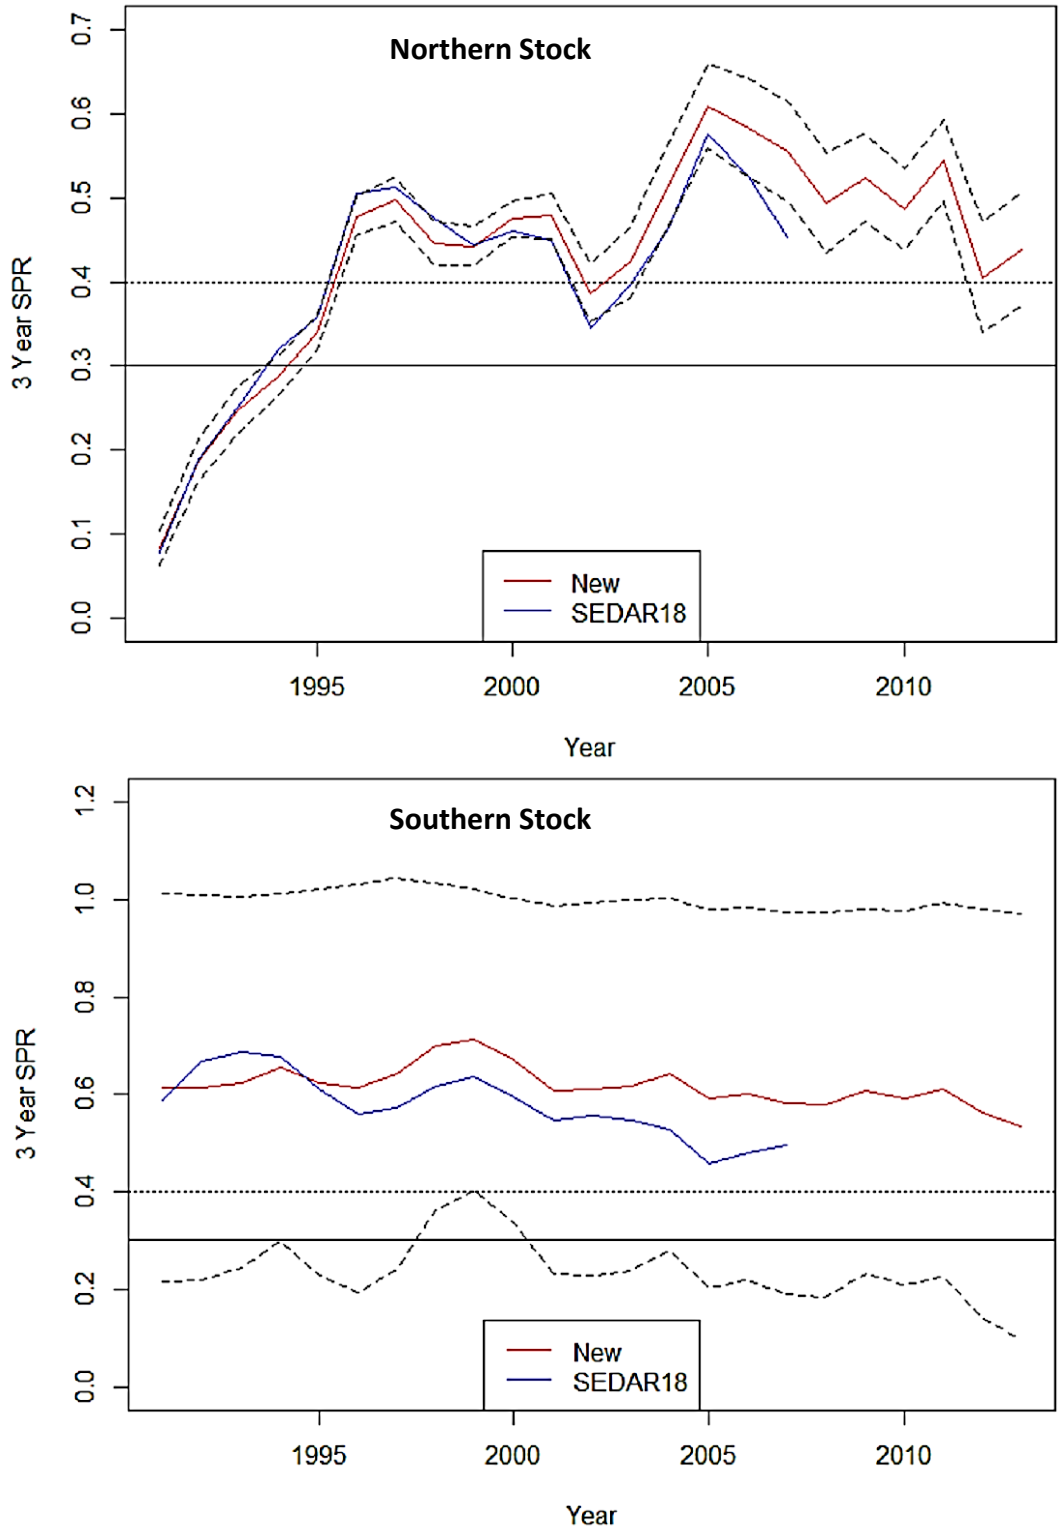 Northern Stock
3 Year SPR
0.7
0.6
0.5
0.4
0.3
0.2
0.1
0.0
New
SEDAR18
1995 2000 2005 2010
Year
Southern Stock
3 Year SPR
1.2
1.0
0.8
0.6
0.4
0.2
0.0
New
SEDAR18
1995 2000 2005 2010
Year